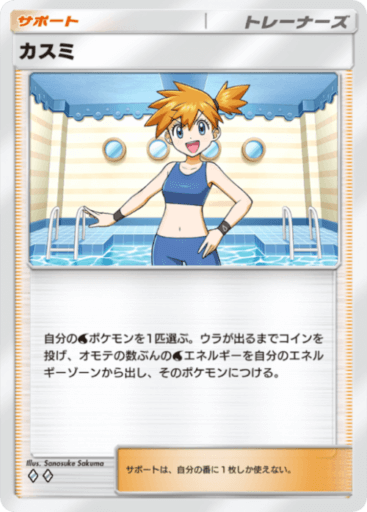 サポート
トレーナーズ
カスミ
自分の水ポケモンを1匹選ぶ。ウラが出るまでコインを
投げ、オモテの数ぶんの水エネルギーを自分のエネル
ギーゾーンから出し、そのポケモンにつける。
Illus. Sanosuke Sakuma
サポートは、自分の番に1枚しか使えない。